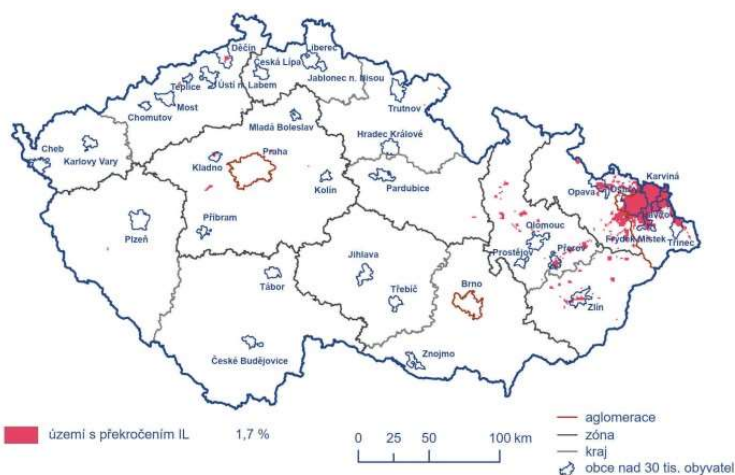 Děčín
Liberec
Česká Lípa
Teplice
Ústí n. Labem
Jablonec n. Nisou
Most
Trutnov
Chomutov
Mladá Boleslav
Cheb
Hradec Králové
Karlovy Vary
Praha
Karviná
Kladno
Opava
Kolín
Pardubice
Příbram
Olomouc
Plzeň
Frýdek Místek
Třinec
Jihlava
Prostějov
Přerov
Tábor
Třebíč
Brno
Zlín
České Budějovice
Znojmo
území s překročením IL 1,7 %
0 25 50 100 km
aglomerace
zóna
kraj
obce nad 30 tis. obyvatel